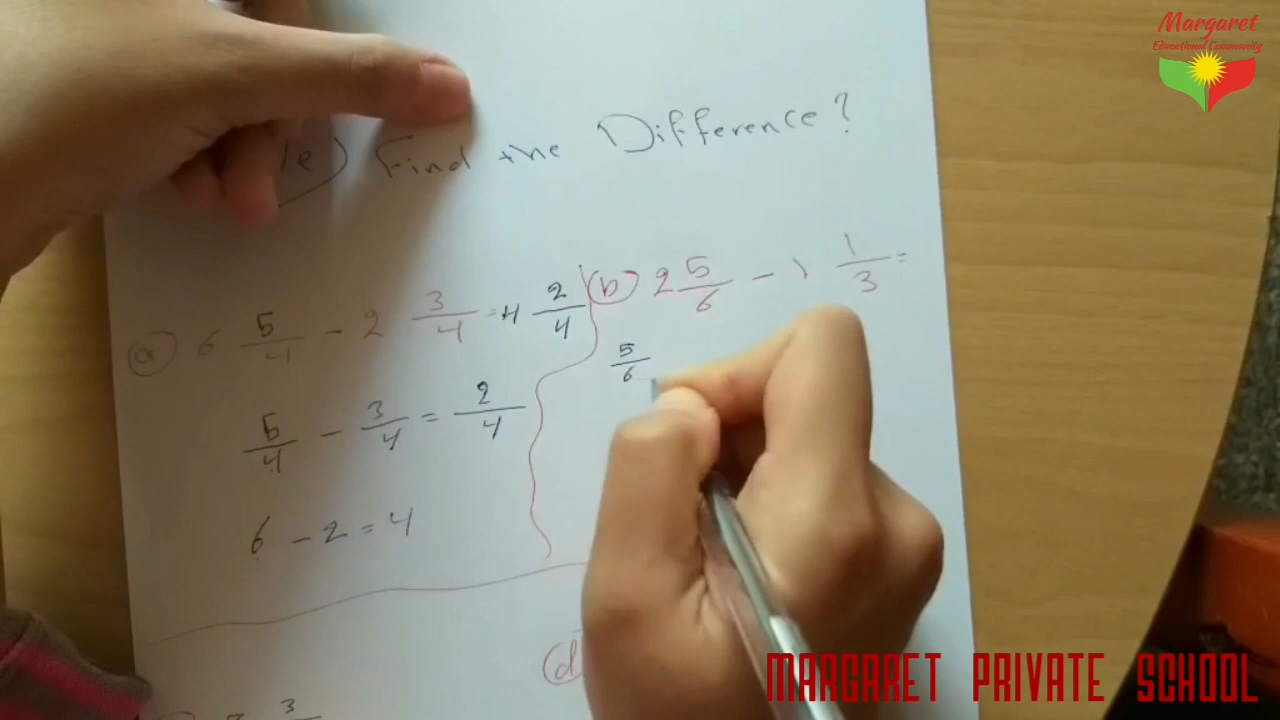 Margaret
Educational Community
/e) Find the Difference?
(a) 6 5/4 - 2 3/4 = 4 2/4
5/4 - 3/4 = 2/4
6 - 2 = 4
(b) 2 5/6 - 1 1/3 =
5/6
(d
3
MARGARET PRIVATE SCHOOL